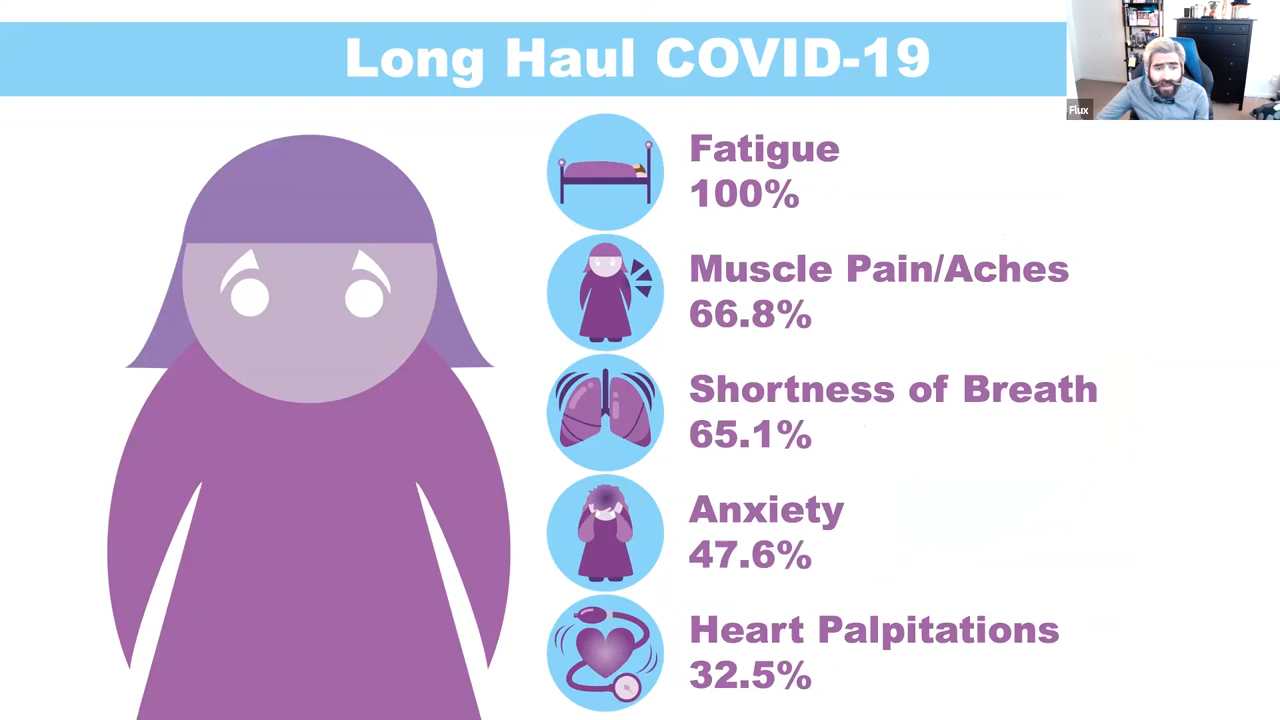 Long Haul COVID-19
Flux
Fatigue
100%
Muscle Pain/Aches
66.8%
Shortness of Breath
65.1%
Anxiety
47.6%
Heart Palpitations
32.5%